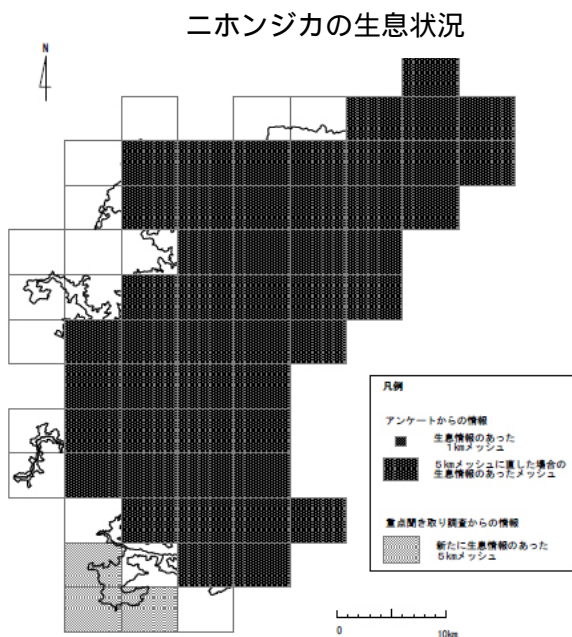 ニホンジカの生息状況
N
凡例
アンケートからの情報
生息情報のあった
1kmメッシュ
5kmメッシュに直した場合の
生息情報のあったメッシュ
重点聞き取り調査からの情報
新たに生息情報のあった
5kmメッシュ
0 10km